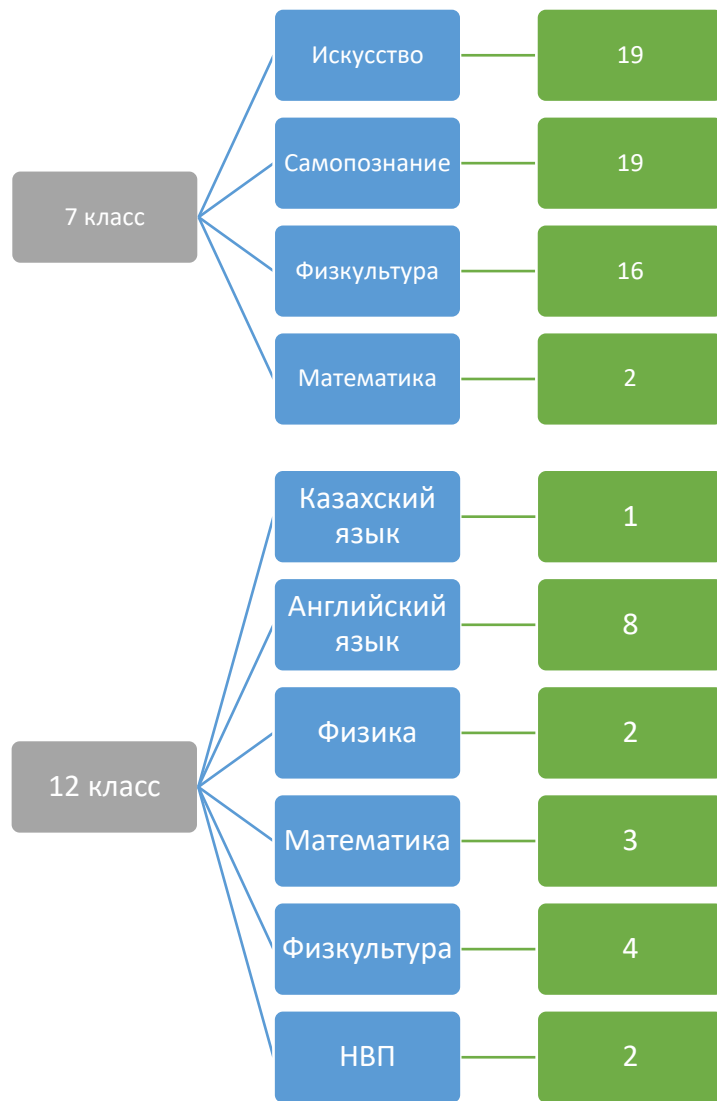 Искусство
19
Самопознание
19
7 класс
Физкультура
16
Математика
2
Казахский
язык
1
Английский
язык
8
Физика
2
12 класс
Математика
3
Физкультура
4
НВП
2